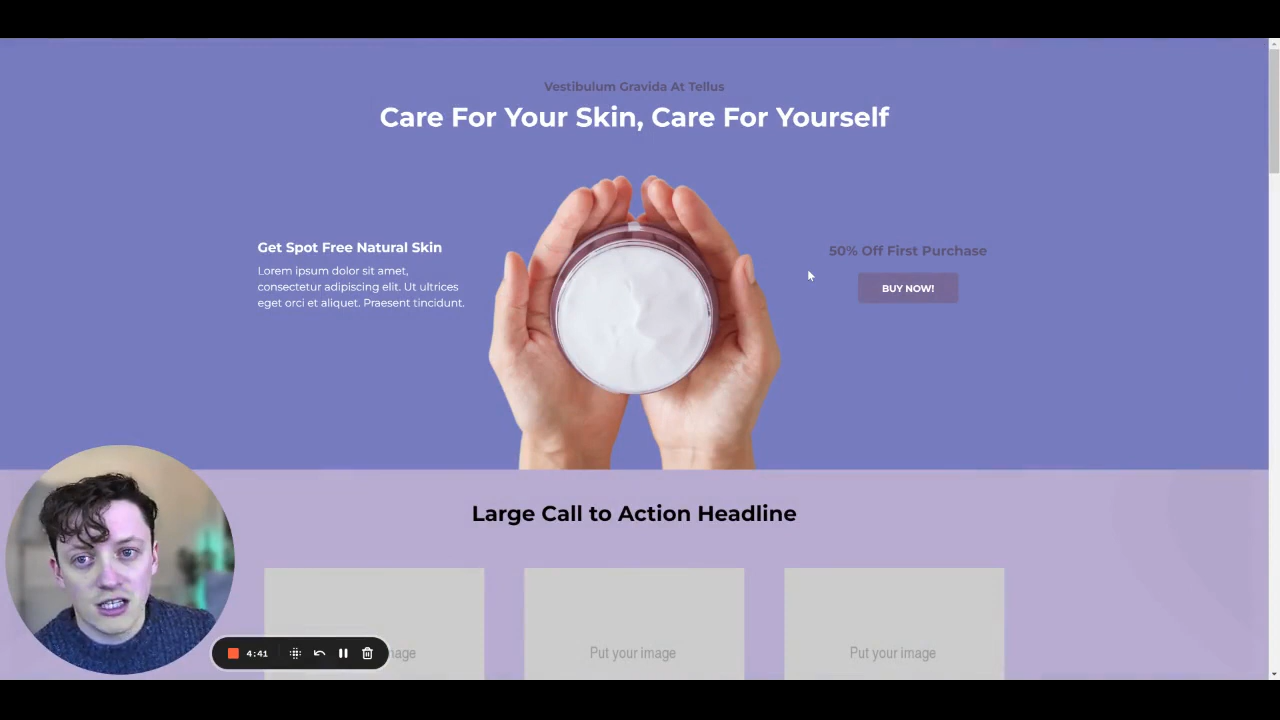 Vestibulum Gravida At Tellus
Care For Your Skin, Care For Yourself
Get Spot Free Natural Skin
Lorem ipsum dolor sit amet,
consectetur adipiscing elit. Ut ultrices
eget orci et aliquet. Praesent tincidunt.
50% Off First Purchase
BUY NOW!
Large Call to Action Headline
Put your image
Put your image
4:41